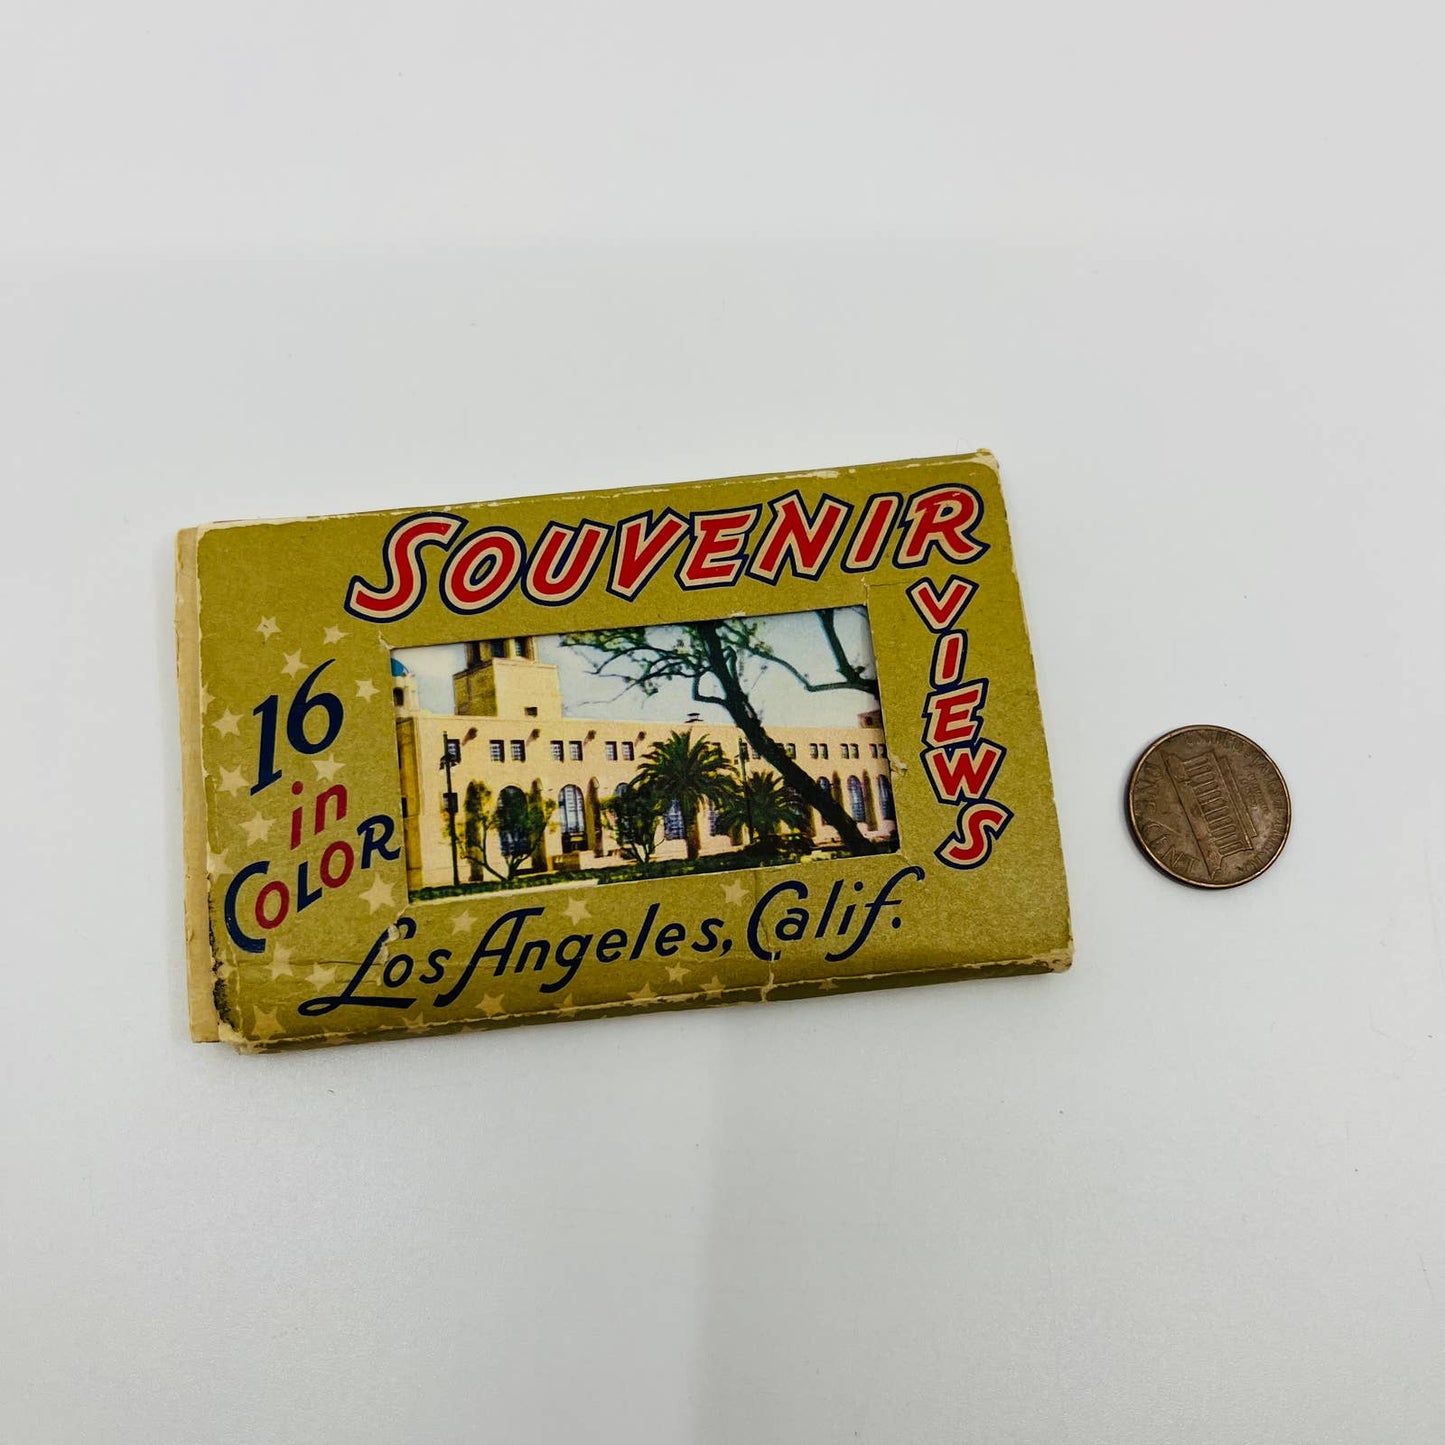 SOUVENIR
VIEWS
16
in
COLOR
Los Angeles, Calif.